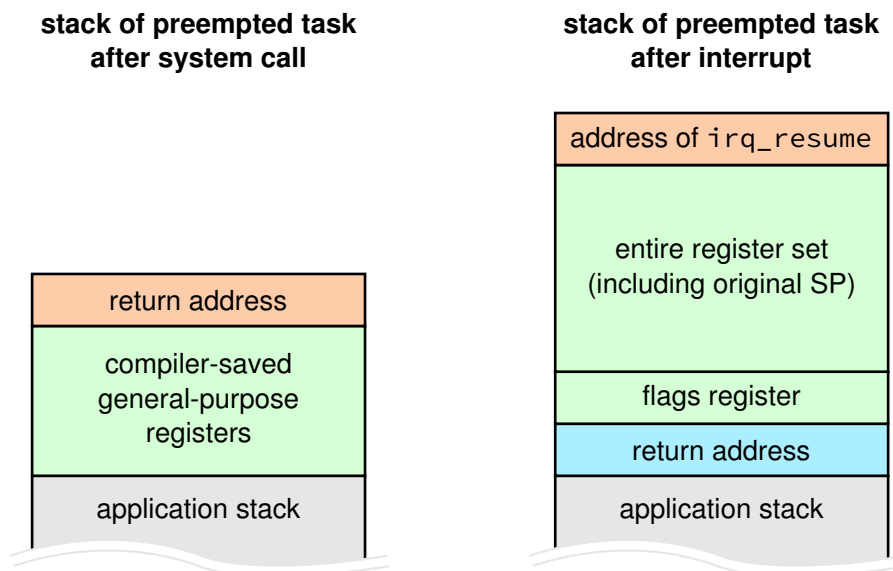 stack of preempted task
after system call
return address
compiler-saved
general-purpose
registers
application stack
stack of preempted task
after interrupt
address of irq_resume
entire register set
(including original SP)
flags register
return address
application stack